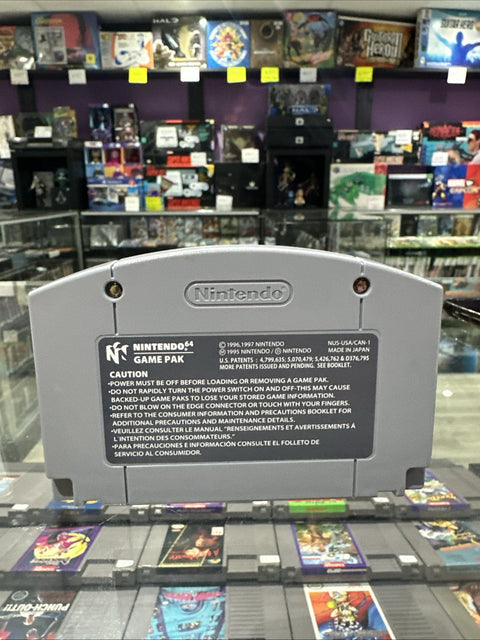 HALO
GUITAR HERO
HALO
Nintendo
NINTENDO 64
GAME PAK
© 1996,1997 NINTENDO
Ⓜ 1995 NINTENDO / Ⓝ NINTENDO
NUS-USA/CAN-1
MADE IN JAPAN
U.S. PATENTS : 4,799,635; 5,070,479; 5,426,762 & D376,795
MORE PATENTS ISSUED AND PENDING. SEE BOOKLET.
CAUTION
•POWER MUST BE OFF BEFORE LOADING OR REMOVING A GAME PAK.
•DO NOT RAPIDLY TURN THE POWER SWITCH ON AND OFF-THIS MAY CAUSE
BACKED-UP GAME PAKS TO LOSE YOUR STORED GAME INFORMATION.
•DO NOT BLOW ON THE EDGE CONNECTOR OR TOUCH WITH YOUR FINGERS.
•REFER TO THE CONSUMER INFORMATION AND PRECAUTIONS BOOKLET FOR
ADDITIONAL PRECAUTIONS AND MAINTENANCE DETAILS.
•VEUILLEZ CONSULTER LE MANUAL "RENSEIGNEMENTS ET AVERTISSEMENTS À
L'INTENTION DES CONSOMMATEURS."
•PARA PRECAUCIONES E INFORMACIÓN CONSULTE EL FOLLETO DE
SERVICIO AL CONSUMIDOR.
PUNCH-OUT!!